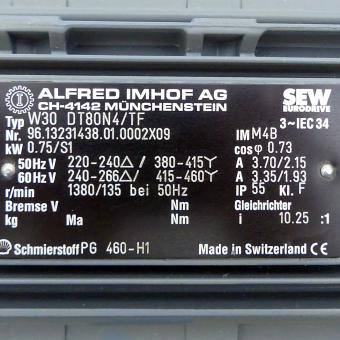 ALFRED IMHOF AG SEW
CH-4142 MÜNCHENSTEIN EURODRIVE
Typ W30 DT80N4/TF 3~IEC 34
Nr. 96.13231438.01.0002X09 IM M4B
kW 0.75/S1 cosφ 0.73
50Hz V 220-240△/ 380-415Y A 3.70/2.15
60Hz V 240-266△/ 415-460Y A 3.35/1.93
r/min 1380/135 bei 50Hz IP 55 Kl. F
Bremse V Nm Gleichrichter
kg Ma Nm i 10.25 :1
Schmierstoff PG 460-H1 Made in Switzerland CE